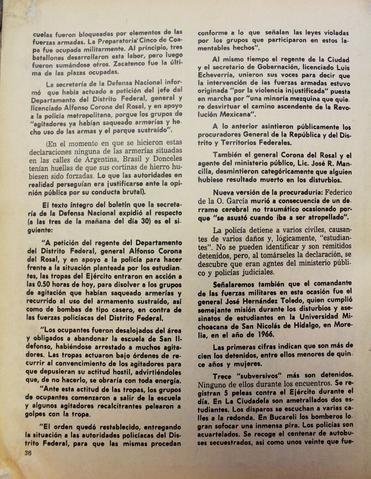 cuelas fueron bloqueadas por elementos de las
fuerzas armadas. La Preparatoria Cinco de Coa-
pa fue ocupada militarmente. Al principio, tres
batallones desarrollaron esta labor, pero luego
fueron sumándose otros. Zacatenco fue la últi-
ma de las plazas ocupadas.
La secretaría de la Defensa Nacional infor-
mó que había actuado a petición del jefe del
Departamento del Distrito Federal, general y
licenciado Alfonso Corona del Rosal, y en apoyo
a la policía metropolitana, porque los grupos de
"agitadores ya habían saqueado armerías y he-
cho uso de las armas y el parque sustraído".
(En el momento en que se hicieron estas
declaraciones ninguna de las armerías situadas
en las calles de Argentina, Brasil y Donceles
tenían huellas de que sus cortinas de hierro hu-
biesen sido forzadas. Lo que las autoridades en
realidad perseguían era justificarse ante la opi-
nión pública por su conducta brutal).
El texto íntegro del boletín que la secreta-
ría de la Defensa Nacional expidió al respecto
(a las tres de la mañana del día 30) es el si-
guiente:
"A petición del regente del Departamento
del Distrito Federal, general Alfonso Corona
del Rosal, y en apoyo a la policía para hacer
frente a la situación planteada por los estudian-
tes, las tropas del Ejército entraron en acción a
las 0.50 horas de hoy, para disolver a los grupos
de agitación que habían saqueado armerías y
recurrido al uso del armamento sustraído, así
como de bombas de tipo casero, en contra de
las fuerzas policíacas del Distrito Federal.
"Los ocupantes fueron desalojados del área
y obligados a abandonar la escuela de San Il-
defonso, habiéndose arrestado a muchos agita-
dores. Las tropas actuaron bajo órdenes de re-
currir al convencimiento de los agitadores para
que depusieran su actitud hostil, advirtiéndoles
que, de no hacerlo, se obraría con toda energía.
"Ante esta actitud de las tropas, los grupos
de ocupantes comenzaron a salir de la escuela
y algunos agitadores recalcitrantes pelearon a
golpes con la tropa.
"El orden quedó restablecido, entregando
la situación a las autoridades policíacas del Dis-
trito Federal, para que las mismas procedan
36
conforme a lo que señalan las leyes violadas
por los grupos que participaron en estos la-
mentables hechos".
Al mismo tiempo el regente de la Ciudad
y el secretario de Gobernación, licenciado Luis
Echeverría, unieron sus voces para decir que
la intervención de las fuerzas armadas estuvo
originada "por la violencia injustificada" puesta
en marcha por "una minoría mezquina que quie-
re desvirtuar el camino ascendente de la Revo-
lución Mexicana".
A lo anterior asintieron públicamente los
procuradores General de la República y del Dis-
trito y Territorios Federales.
También el general Corona del Rosal y el
agente del ministerio público, Lic. José R. Man-
cilla, desmintieron categóricamente que alguien
hubiese resultado muerto en los disturbios.
Nueva versión de la procuraduría: Federico
de la O. García murió a consecuencia de un de-
rrame cerebral no traumático ocasionado por-
que "se asustó cuando iba a ser atropellado".
La policía detiene a varios civiles, causan-
tes de varios daños y, lógicamente, "estudian-
tes". No se pueden identificar y son remitidos
detenidos, pero, al tomárseles la declaración, se
descubre que eran agentes del ministerio públi-
co y policías judiciales.
Señalaremos también que el comandante
de las fuerzas militares en esta ocasión fue el
general José Hernández Toledo, quien cumplió
semejante misión durante los disturbios y ase-
sinatos de estudiantes en la Universidad Mi-
choacana de San Nicolás de Hidalgo, en More-
lia, en el año de 1966.
Las primeras cifras indican que son más de
cien los detenidos, entre ellos menores de quin-
ce años y mujeres.
Trece "subversivos" más son detenidos.
Ninguno de ellos durante los encuentros. Se re-
gistran 5 peleas contra el Ejército durante el
día. En La Ciudadela son ametrallados dos es-
tudiantes. Los disparos se escuchan a varias ca-
lles a la redonda. En Bucareli los bomberos lo-
gran sofocar una inmensa pira. Los policías son
acuartelados. Se recoge el centenar de autobu-
ses secuestrados, así como unos veinte que fue-